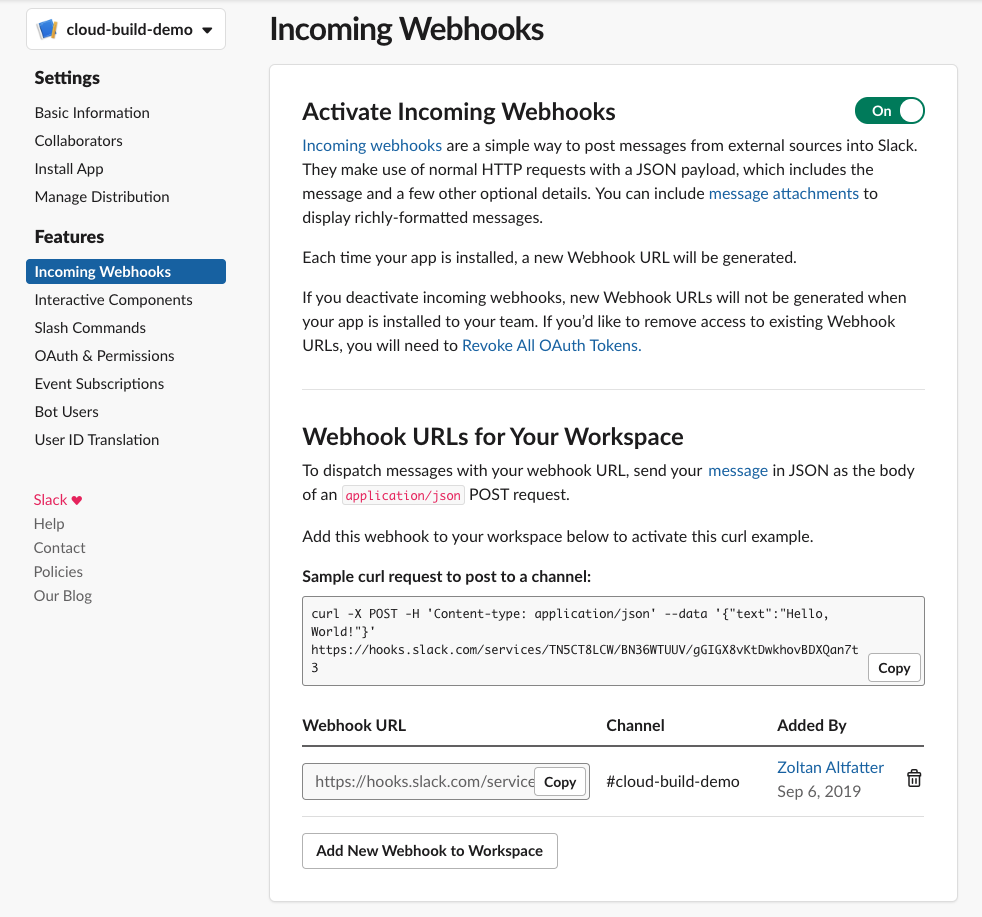 cloud-build-demo
Incoming Webhooks
Settings
Basic Information
Collaborators
Install App
Manage Distribution
Features
Incoming Webhooks
Interactive Components
Slash Commands
OAuth & Permissions
Event Subscriptions
Bot Users
User ID Translation
Slack ♥
Help
Contact
Policies
Our Blog
Activate Incoming Webhooks
On
Incoming webhooks are a simple way to post messages from external sources into Slack.
They make use of normal HTTP requests with a JSON payload, which includes the
message and a few other optional details. You can include message attachments to
display richly-formatted messages.
Each time your app is installed, a new Webhook URL will be generated.
If you deactivate incoming webhooks, new Webhook URLs will not be generated when
your app is installed to your team. If you’d like to remove access to existing Webhook
URLs, you will need to Revoke All OAuth Tokens.
Webhook URLs for Your Workspace
To dispatch messages with your webhook URL, send your message in JSON as the body
of an application/json POST request.
Add this webhook to your workspace below to activate this curl example.
Sample curl request to post to a channel:
curl -X POST -H 'Content-type: application/json' --data '{"text":"Hello,
World!"}'
https://hooks.slack.com/services/TN5CT8LCW/BN36WTUUV/gGIGX8vKtDwkhovBDXQan7t
3
Copy
Webhook URL Channel Added By
https://hooks.slack.com/service Copy #cloud-build-demo Zoltan Altfatter
Sep 6, 2019
Add New Webhook to Workspace